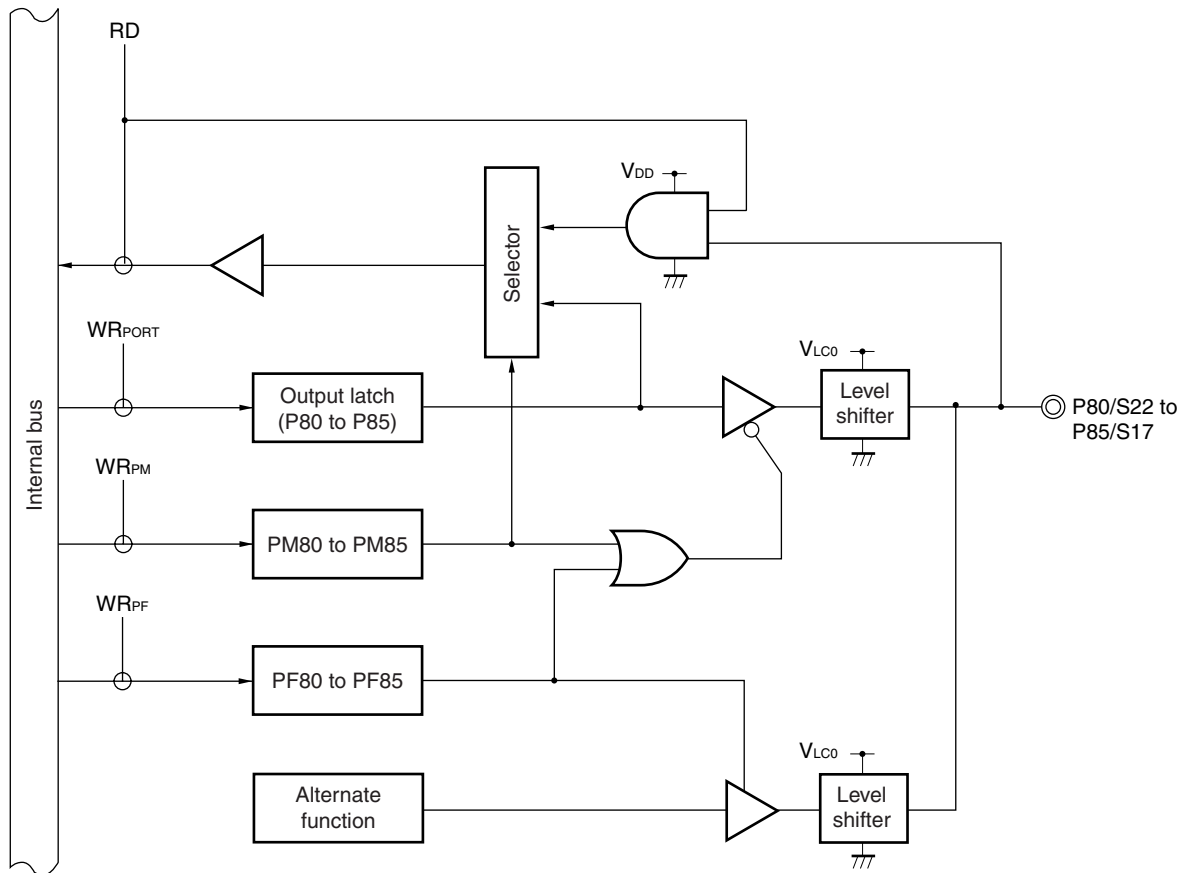 RD
VDD
Selector
WRPORT
VLC0
Output latch
(P80 to P85)
Level
shifter
P80/S22 to
P85/S17
Internal bus
WRPM
PM80 to PM85
WRPF
PF80 to PF85
VLC0
Alternate
function
Level
shifter